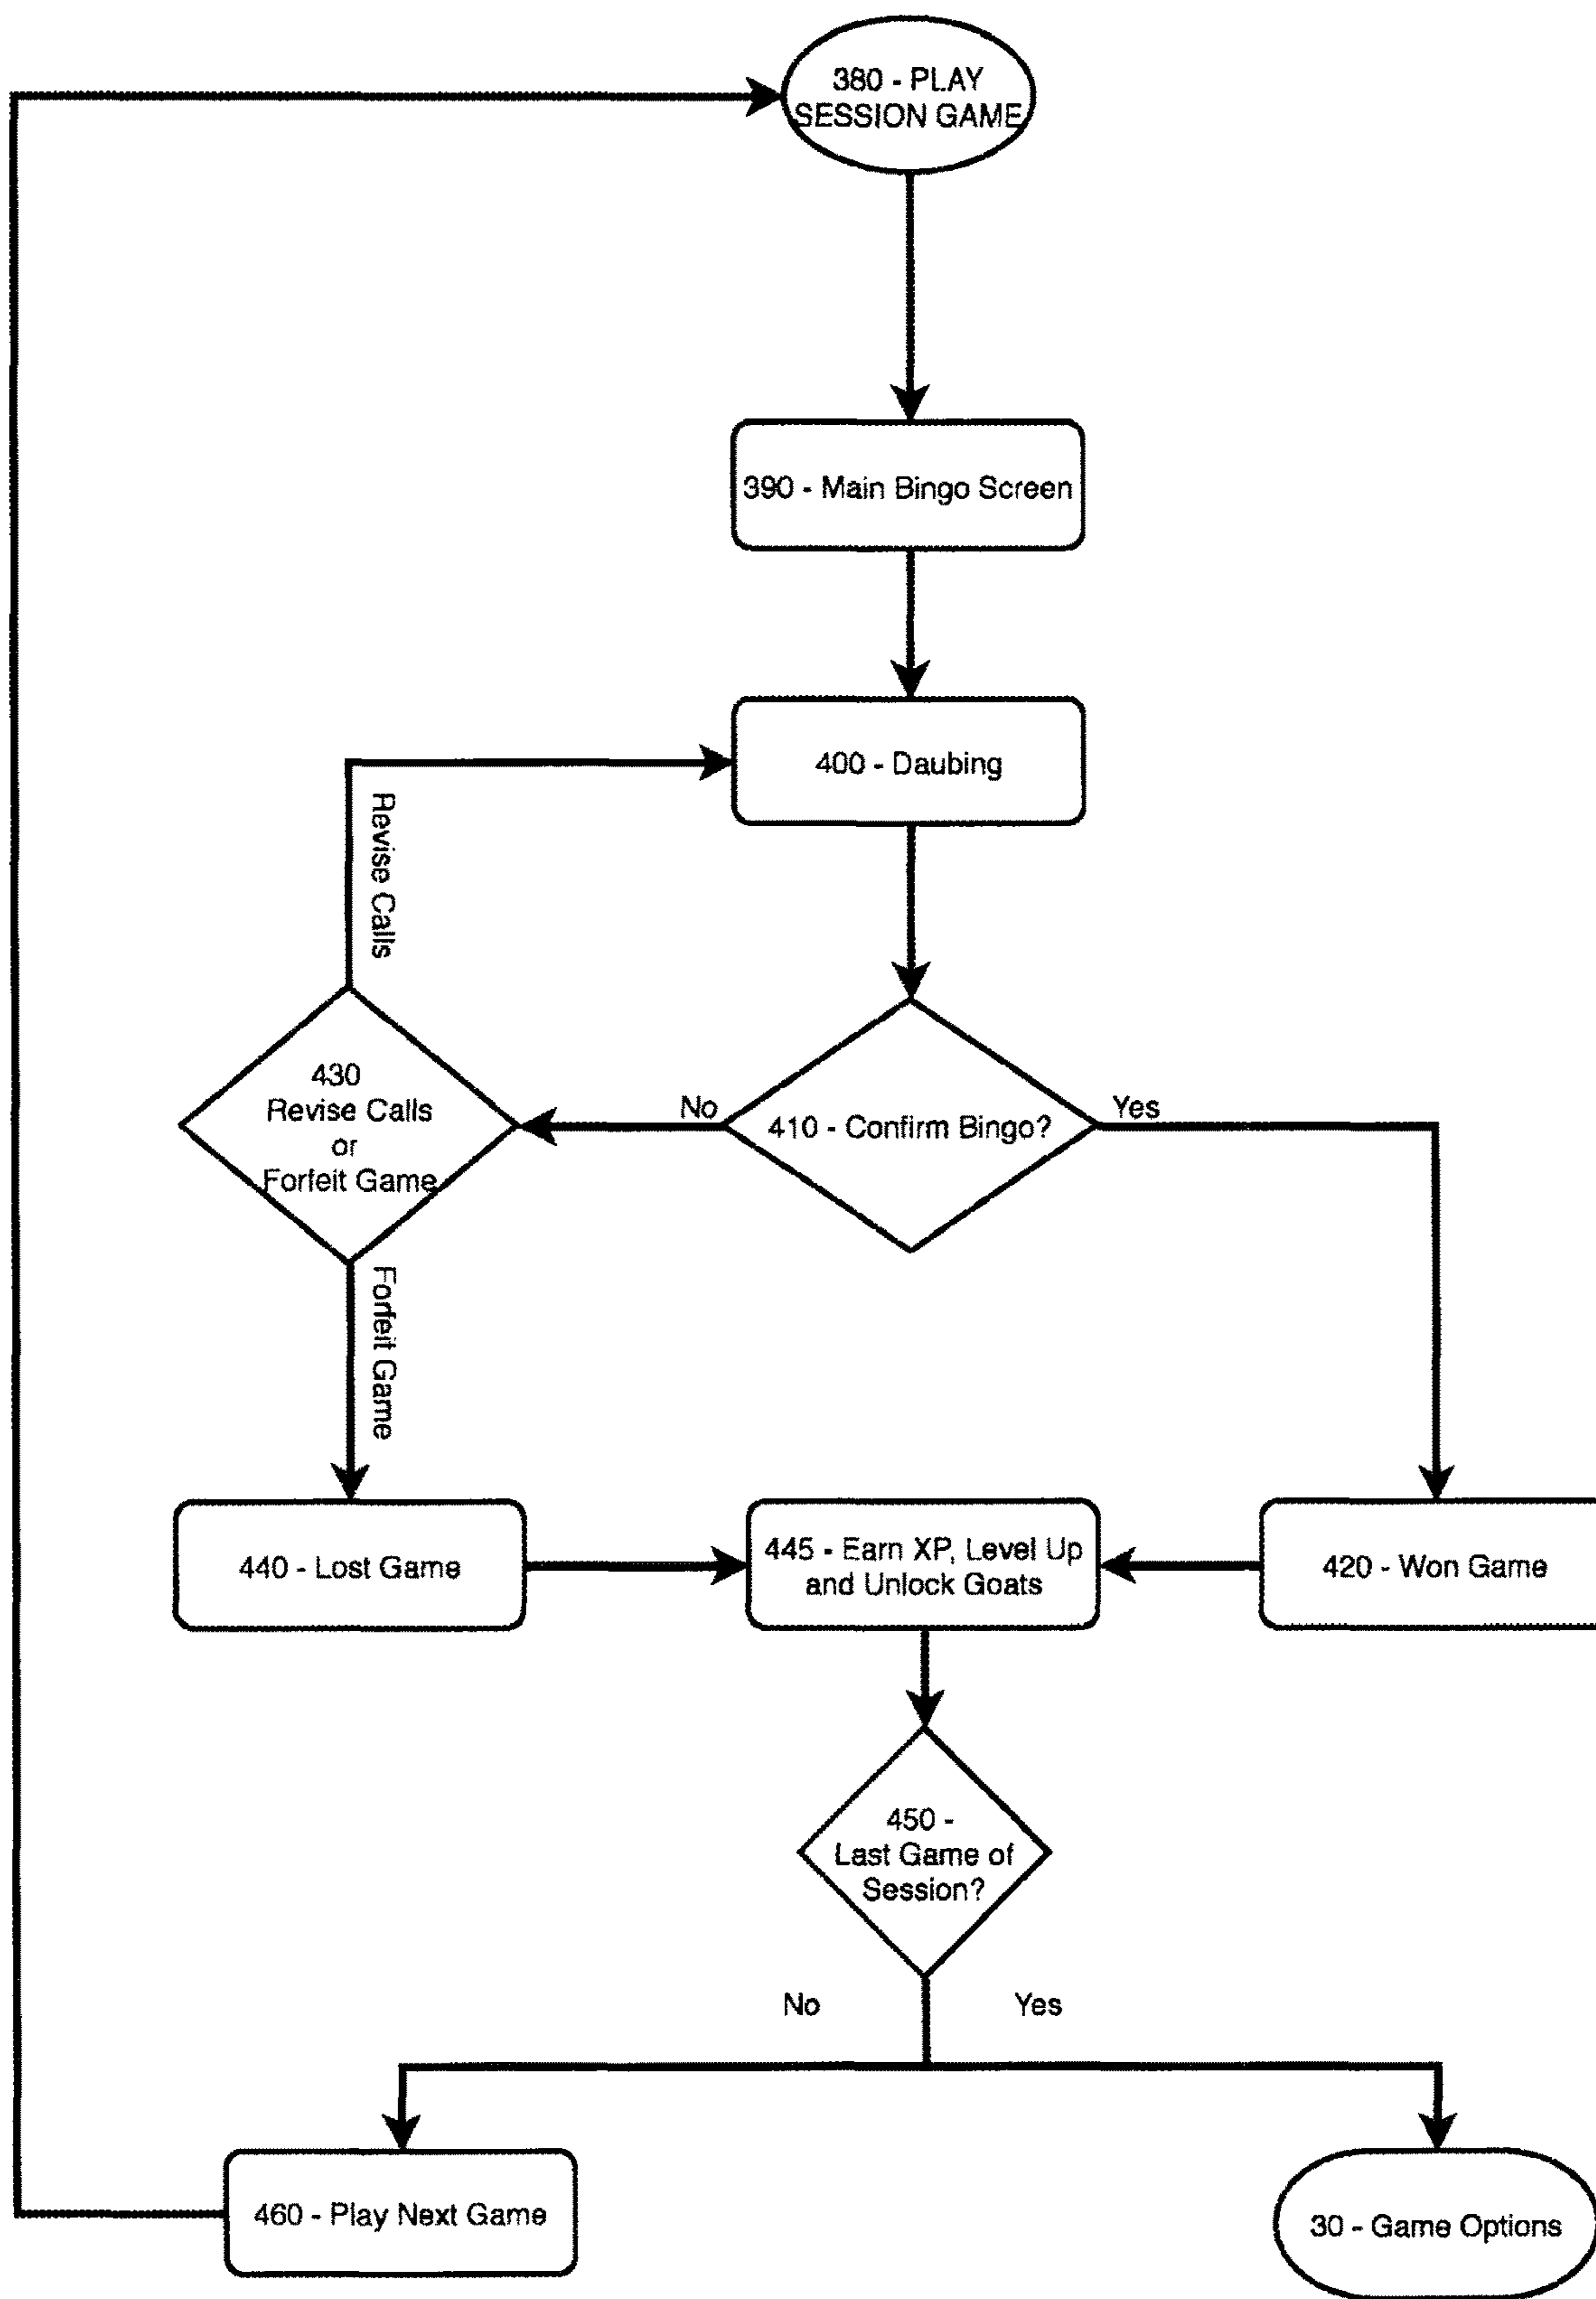 380 - PLAY
SESSION GAME
390 - Main Bingo Screen
400 - Daubing
Revise Calls
430
Revise Calls
or
Forfeit Game
No
410 - Confirm Bingo?
Yes
Forfeit Game
440 - Lost Game
445 - Earn XP, Level Up
and Unlock Goats
420 - Won Game
450 -
Last Game of
Session?
No
Yes
460 - Play Next Game
30 - Game Options